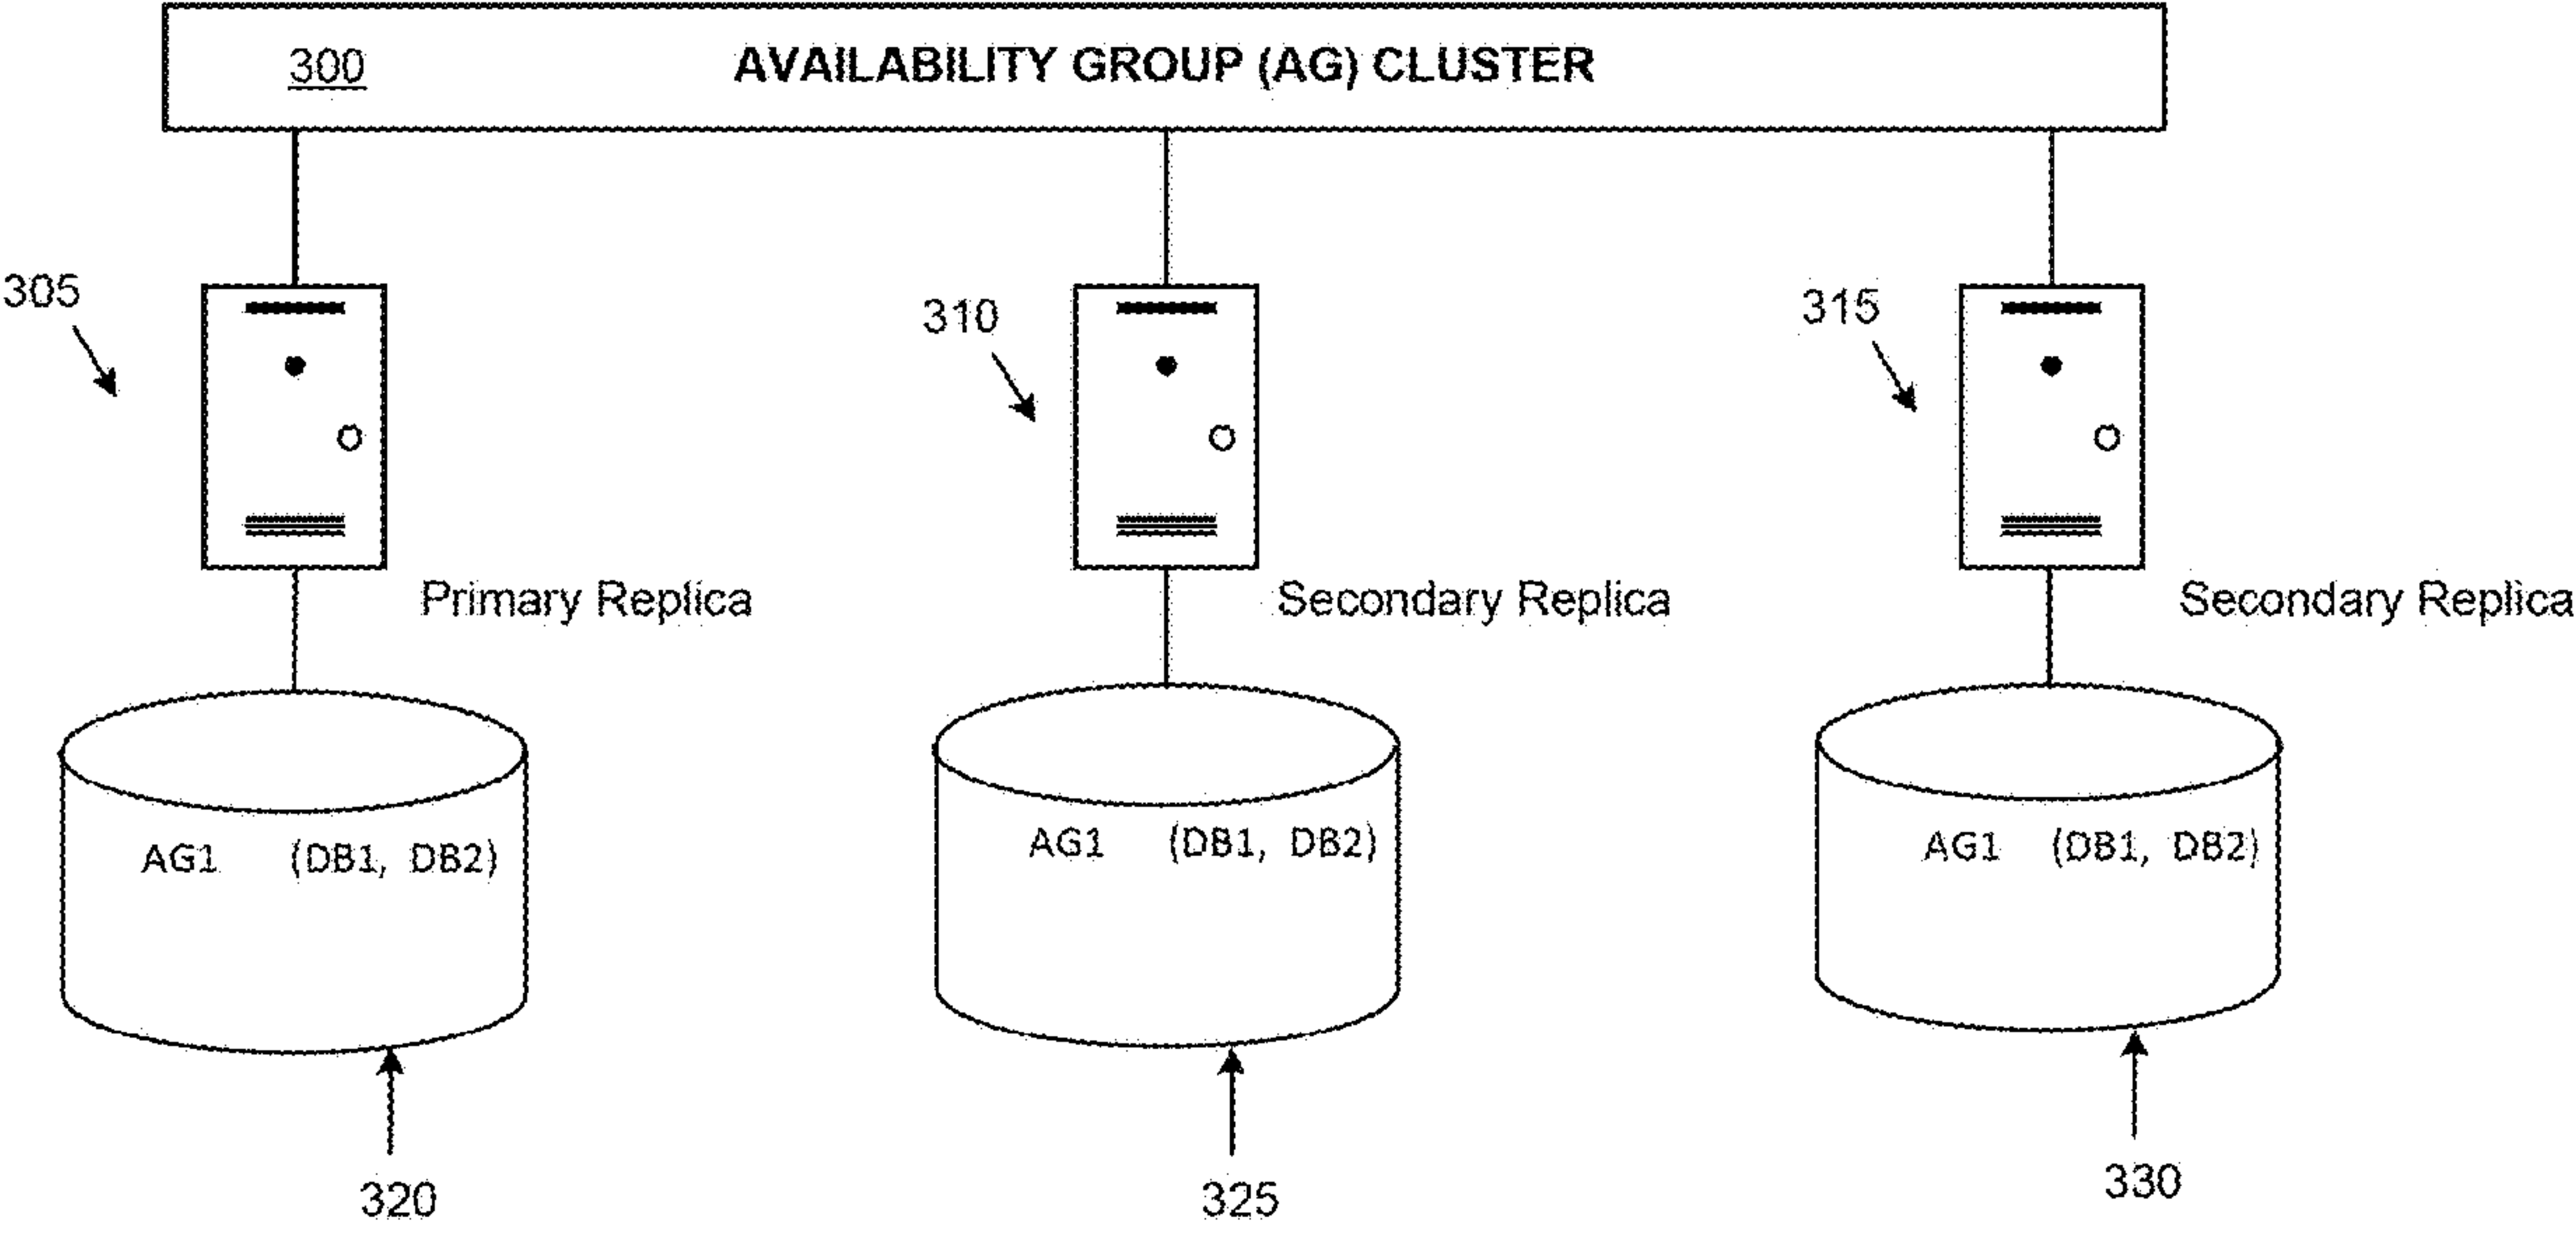 300 AVAILABILITY GROUP (AG) CLUSTER
305
310
315
Primary Replica
Secondary Replica
Secondary Replica
AG1 (DB1, DB2)
AG1 (DB1, DB2)
AG1 (DB1, DB2)
320
325
330